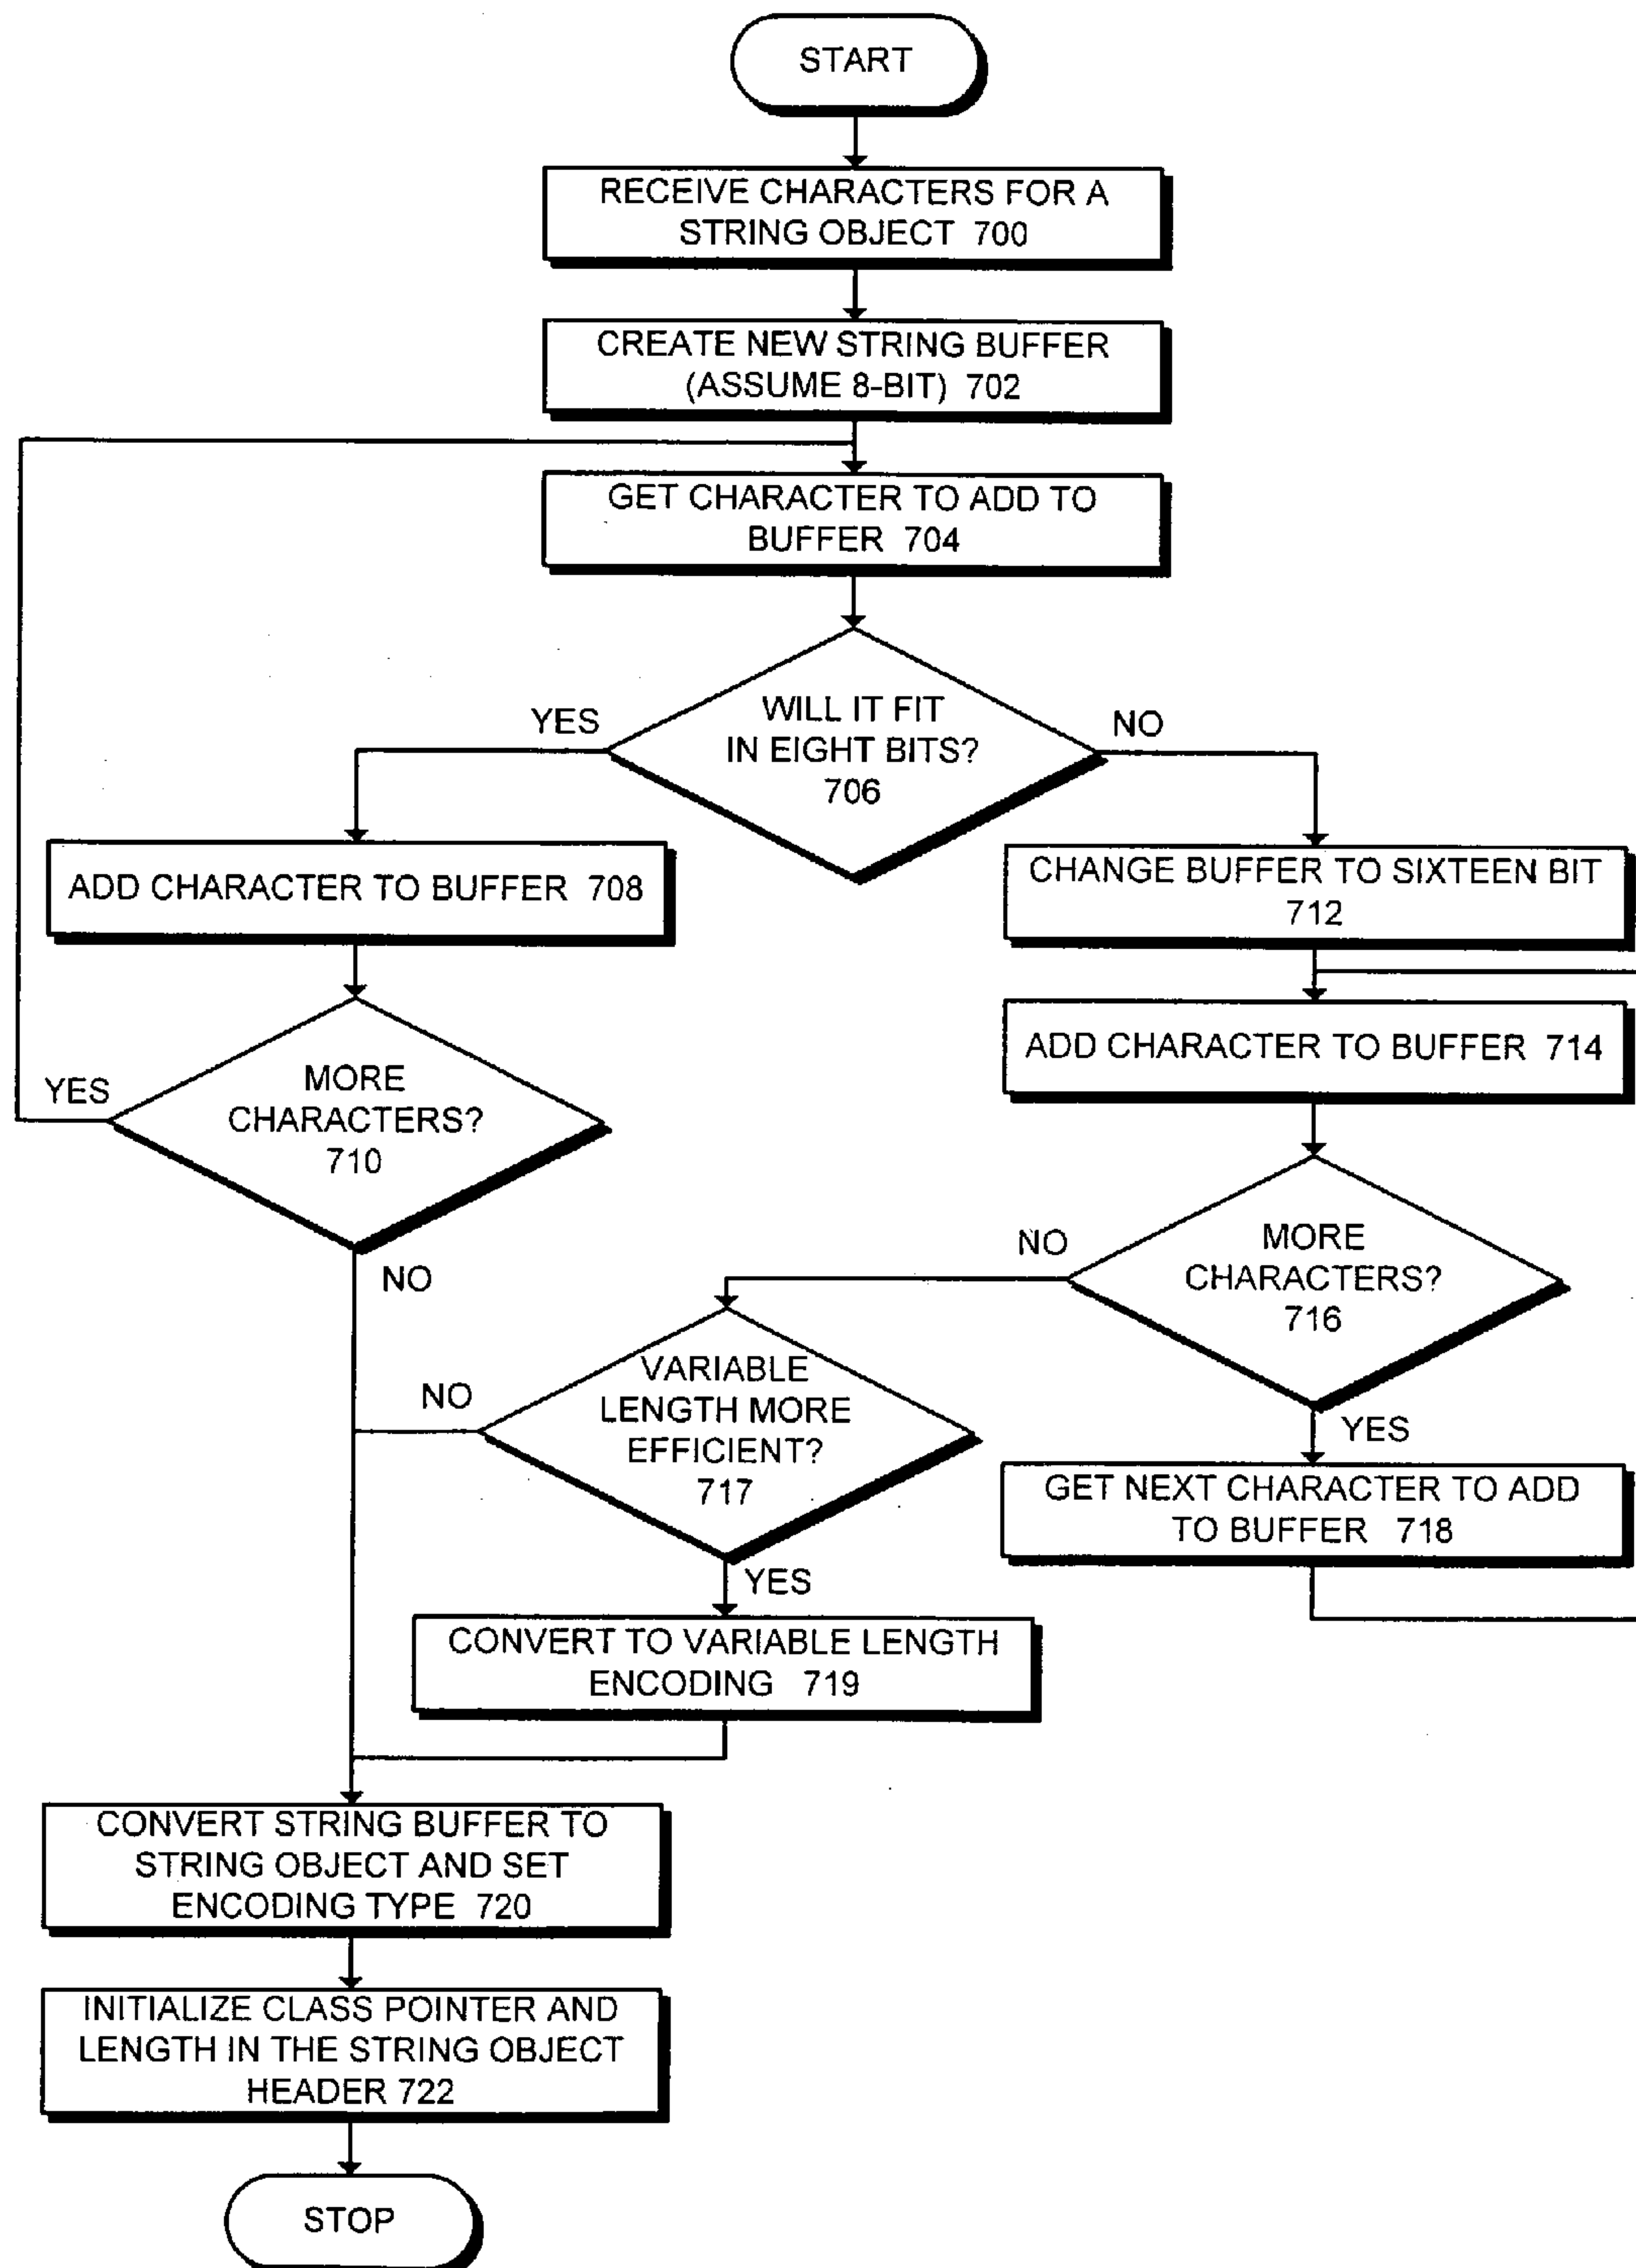 START
RECEIVE CHARACTERS FOR A
STRING OBJECT 700
CREATE NEW STRING BUFFER
(ASSUME 8-BIT) 702
GET CHARACTER TO ADD TO
BUFFER 704
WILL IT FIT
IN EIGHT BITS?
706
YES
NO
ADD CHARACTER TO BUFFER 708
CHANGE BUFFER TO SIXTEEN BIT
712
ADD CHARACTER TO BUFFER 714
MORE
CHARACTERS?
710
YES
NO
MORE
CHARACTERS?
716
NO
YES
VARIABLE
LENGTH MORE
EFFICIENT?
717
NO
YES
GET NEXT CHARACTER TO ADD
TO BUFFER 718
CONVERT TO VARIABLE LENGTH
ENCODING 719
CONVERT STRING BUFFER TO
STRING OBJECT AND SET
ENCODING TYPE 720
INITIALIZE CLASS POINTER AND
LENGTH IN THE STRING OBJECT
HEADER 722
STOP